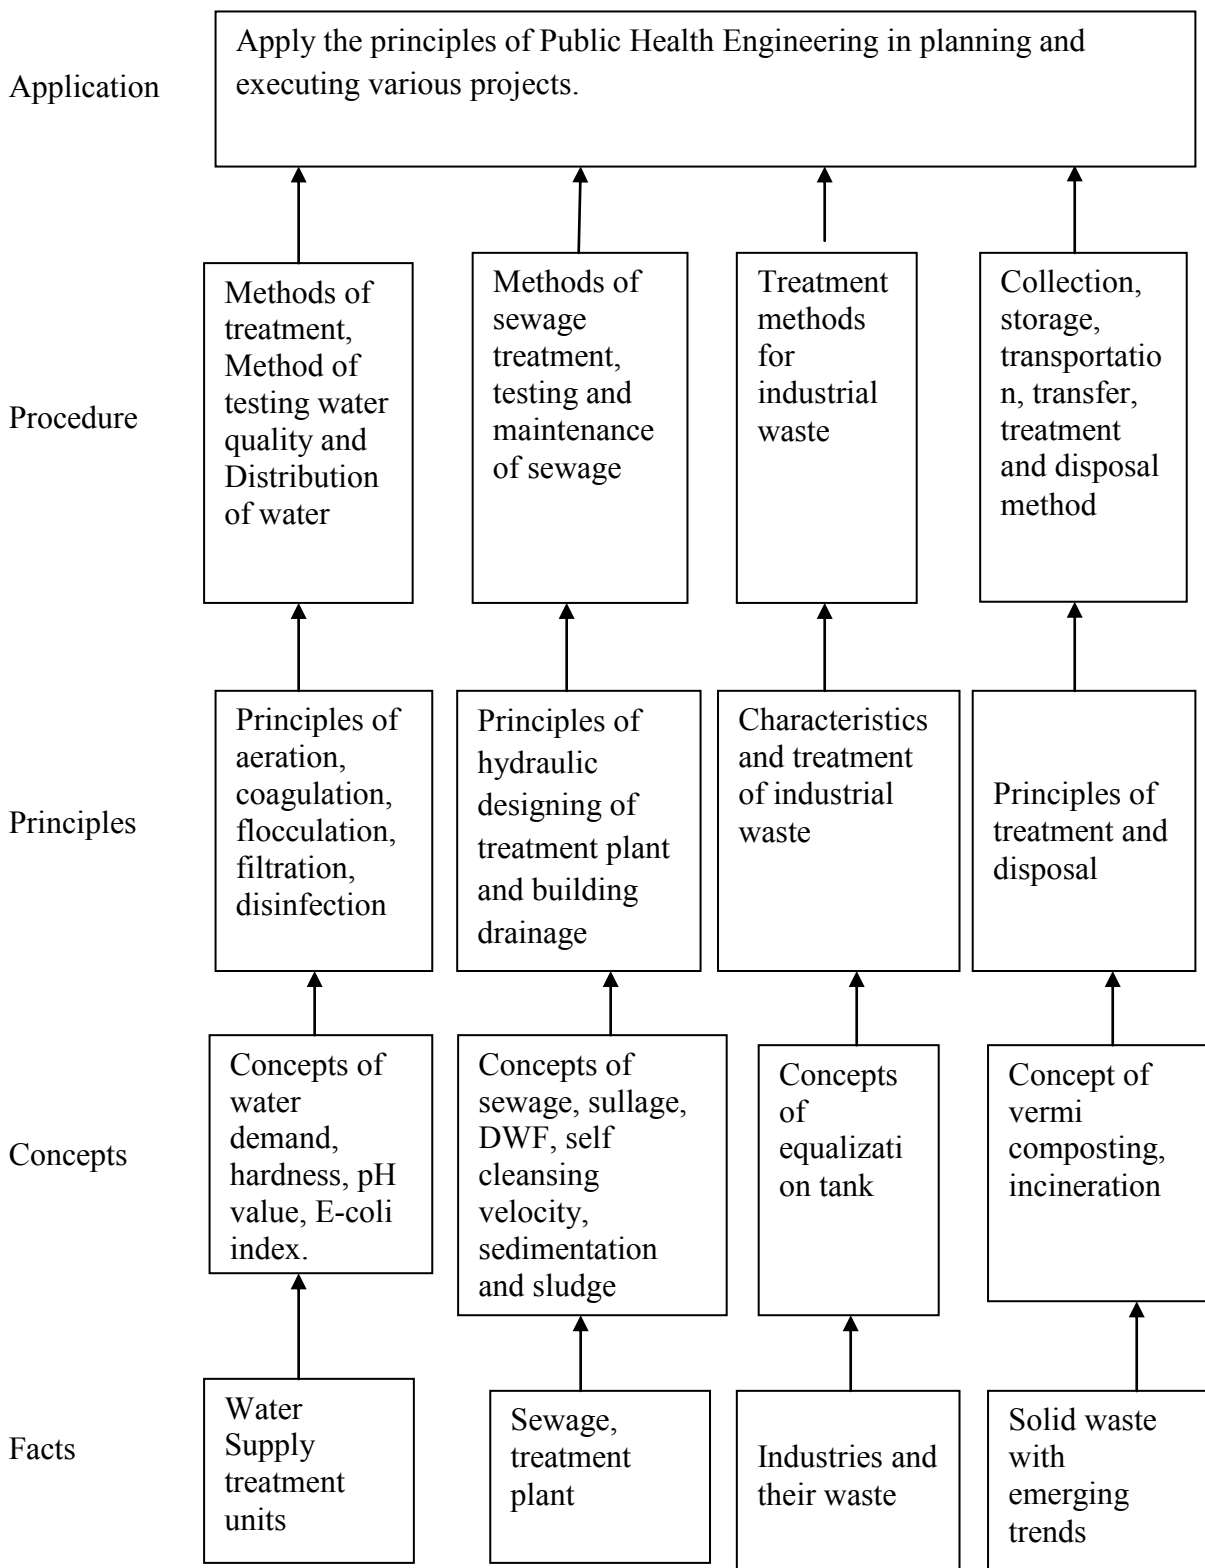 Application
Apply the principles of Public Health Engineering in planning and
executing various projects.
Procedure
Methods of
treatment,
Method of
testing water
quality and
Distribution
of water
Methods of
sewage
treatment,
testing and
maintenance
of sewage
Treatment
methods
for
industrial
waste
Collection,
storage,
transportatio
n, transfer,
treatment
and disposal
method
Principles
Principles of
aeration,
coagulation,
flocculation,
filtration,
disinfection
Principles of
hydraulic
designing of
treatment plant
and building
drainage
Characteristics
and treatment
of industrial
waste
Principles of
treatment and
disposal
Concepts
Concepts of
water
demand,
hardness, pH
value, E-coli
index.
Concepts of
sewage, sullage,
DWF, self
cleansing
velocity,
sedimentation
and sludge
Concepts
of
equalizati
on tank
Concept of
vermi
composting,
incineration
Facts
Water
Supply
treatment
units
Sewage,
treatment
plant
Industries and
their waste
Solid waste
with
emerging
trends